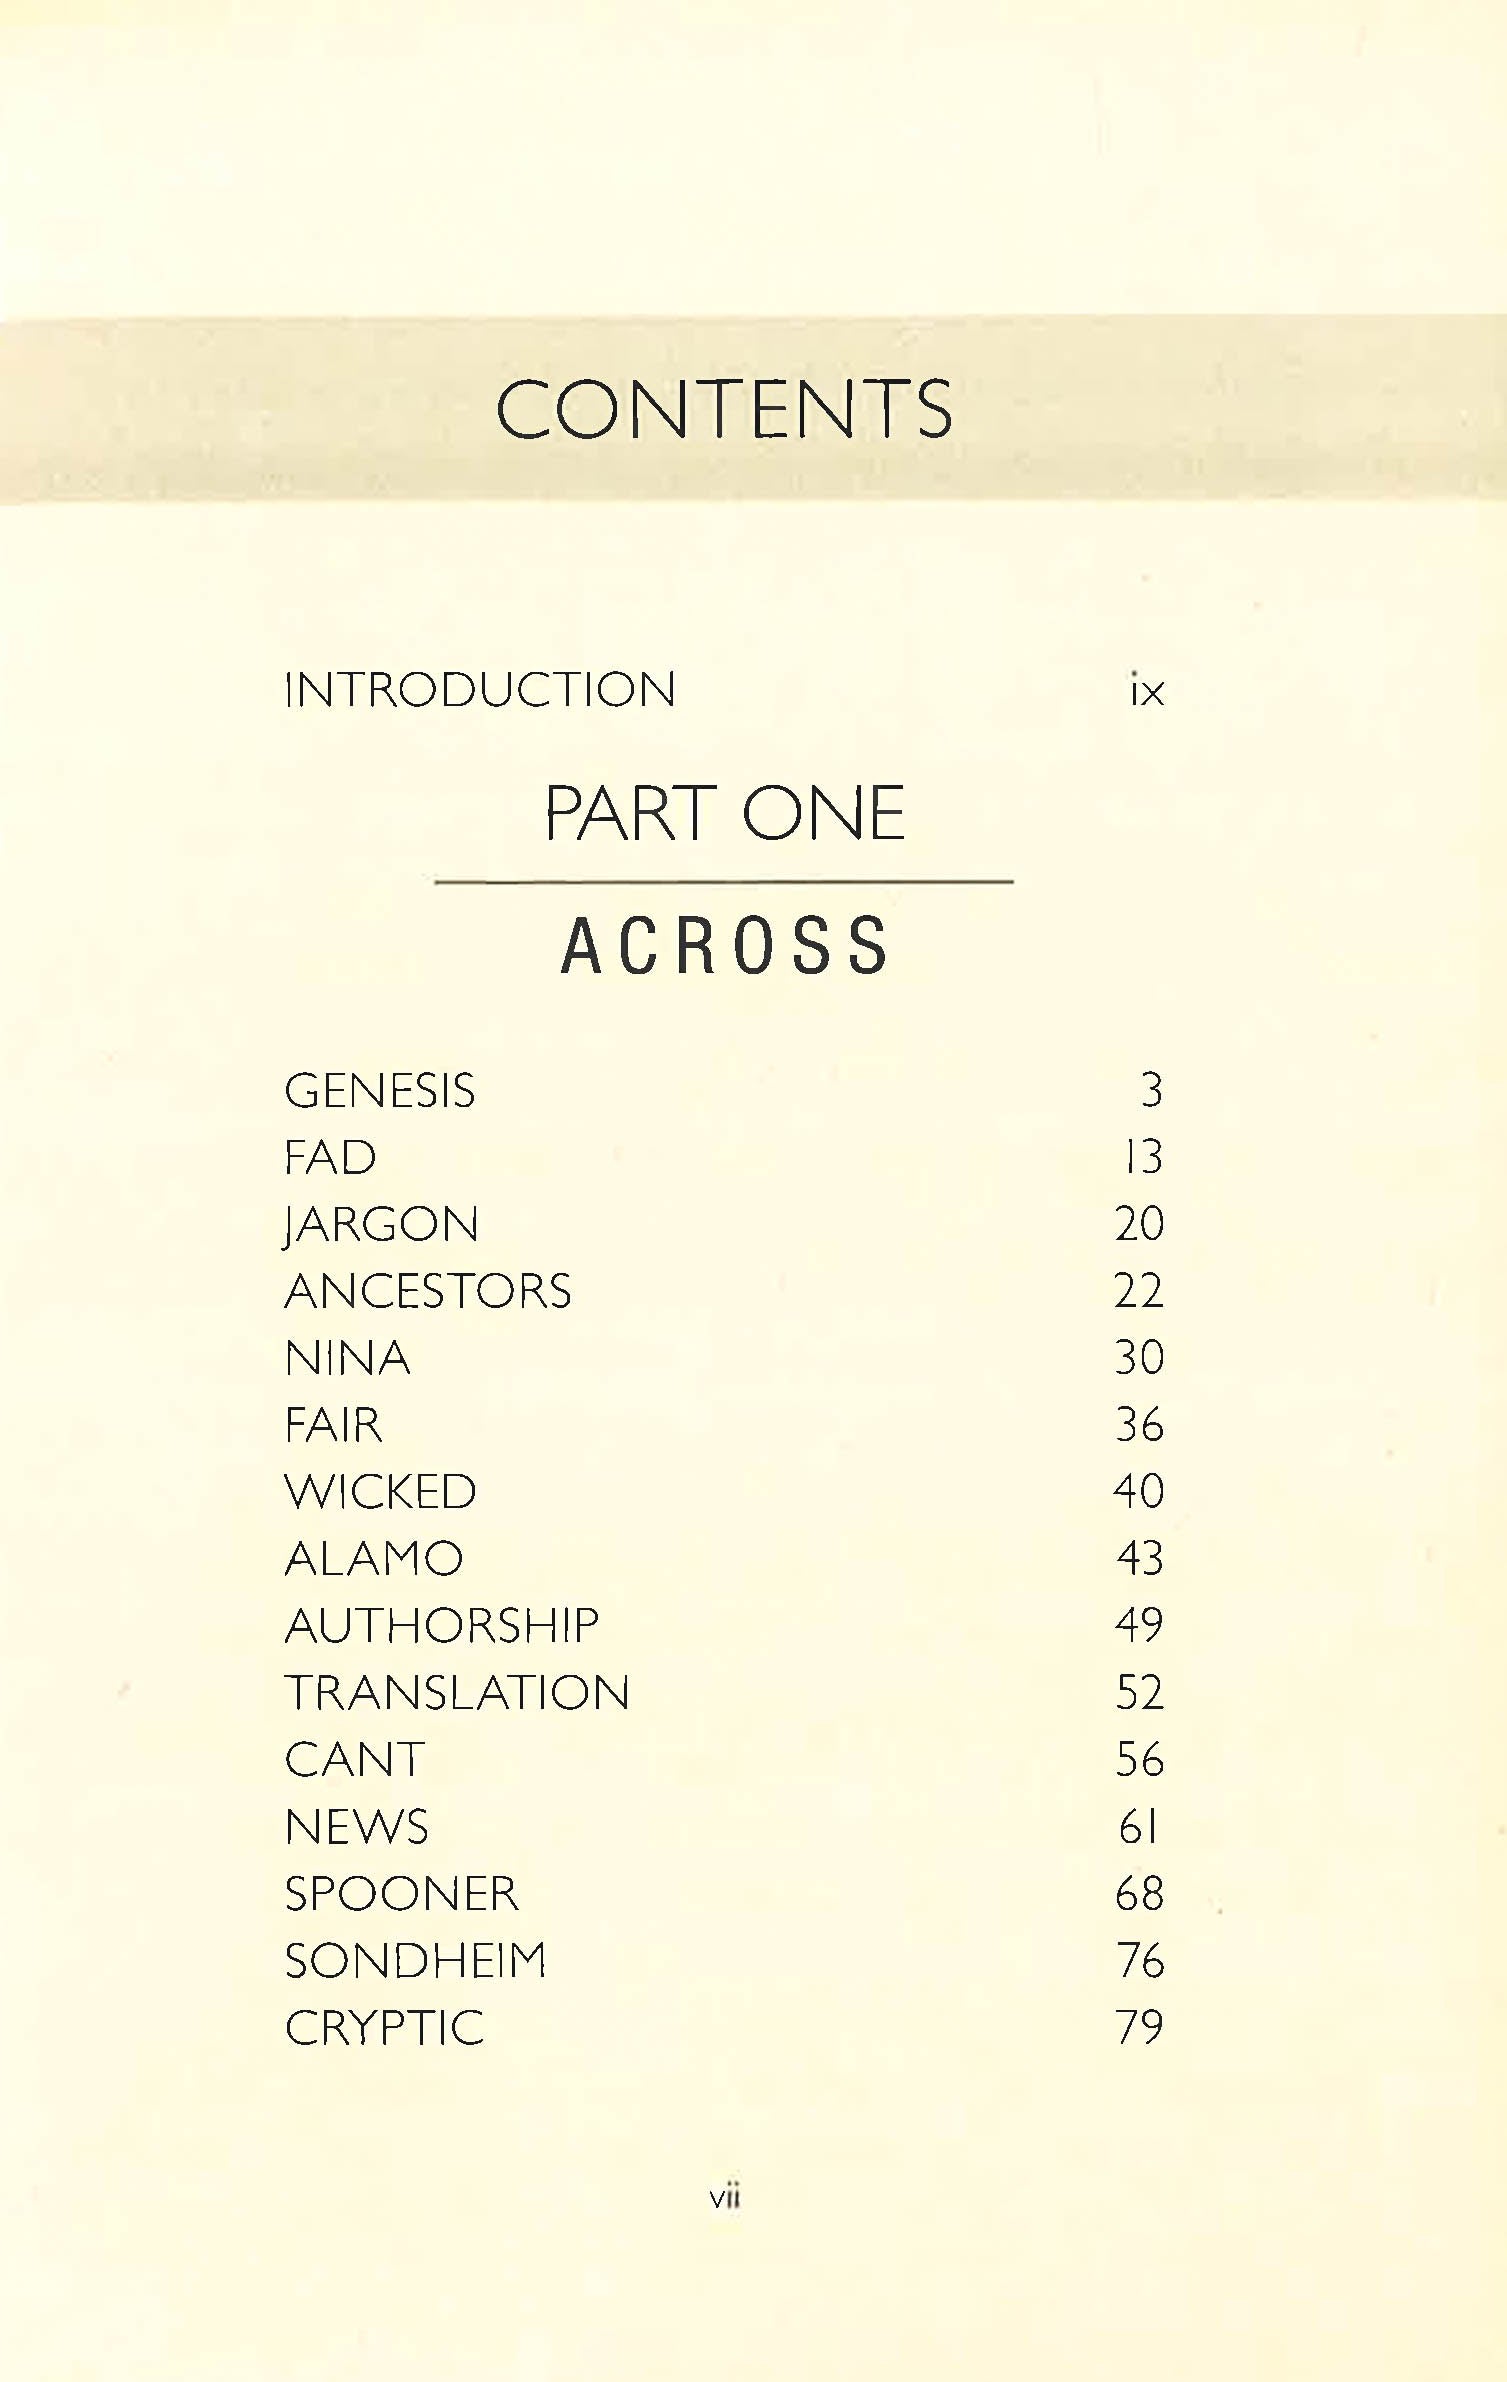 CONTENTS
INTRODUCTION ix
PART ONE
ACROSS
GENESIS 3
FAD 13
JARGON 20
ANCESTORS 22
NINA 30
FAIR 36
WICKED 40
ALAMO 43
AUTHORSHIP 49
TRANSLATION 52
CANT 56
NEWS 61
SPOONER 68
SONDHEIM 76
CRYPTIC 79
vii